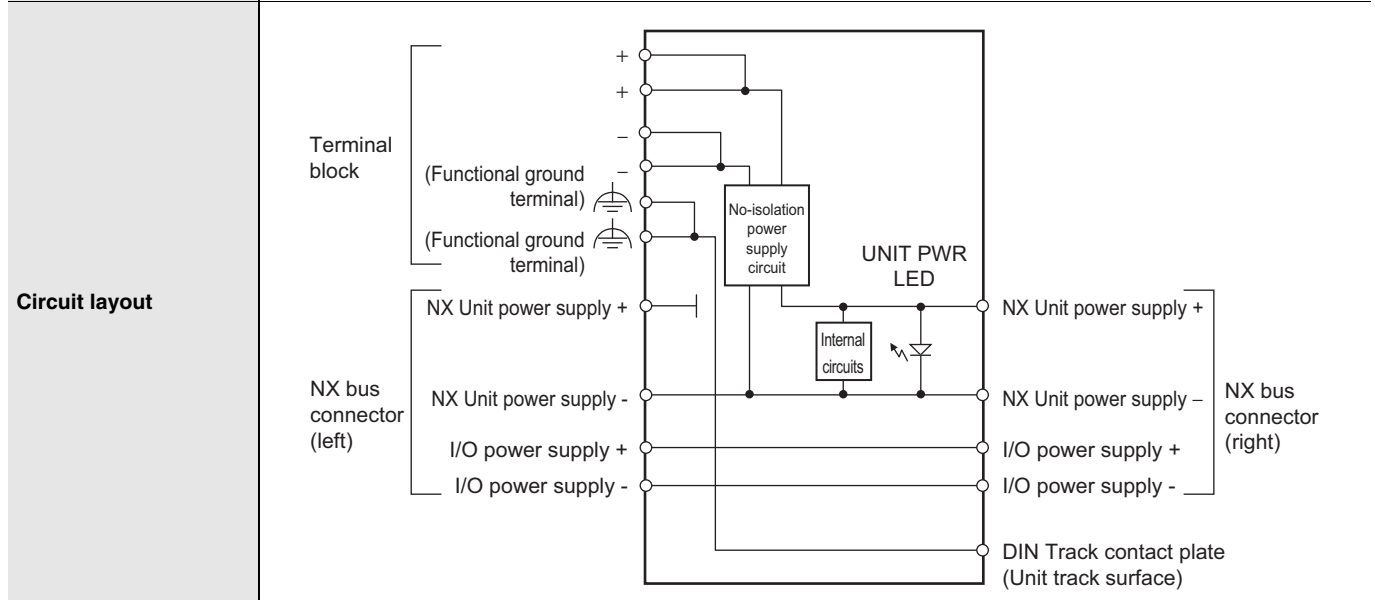 Circuit layout
Terminal
block
+
+
−
−
(Functional ground
terminal)
(Functional ground
terminal)
No-isolation
power
supply
circuit
UNIT PWR
LED
Internal
circuits
NX bus
connector
(left)
NX Unit power supply +
NX Unit power supply -
I/O power supply +
I/O power supply -
NX Unit power supply +
NX Unit power supply −
I/O power supply +
I/O power supply -
NX bus
connector
(right)
DIN Track contact plate
(Unit track surface)